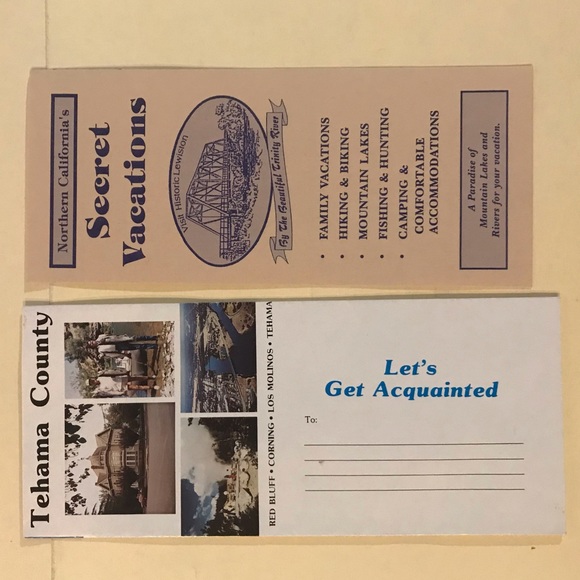 Northern California's
Secret
Vacations
Visit Historic Lewiston
By The Beautiful Trinity River
• FAMILY VACATIONS
• HIKING & BIKING
• MOUNTAIN LAKES
• FISHING & HUNTING
• CAMPING &
COMFORTABLE
ACCOMMODATIONS
A Paradise of
Mountain Lakes and
Rivers for your vacation.
Tehama County
RED BLUFF • CORNING • LOS MOLINOS • TEHAMA
Let's
Get Acquainted
To: